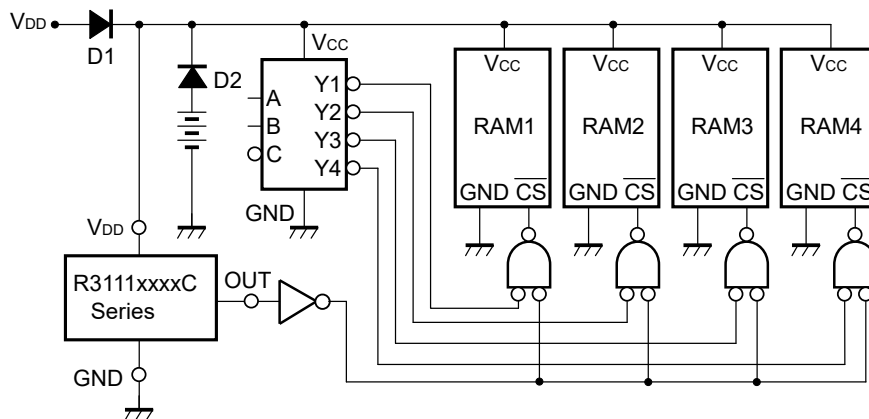 VDD
D1
D2
VCC
A
B
C
Y1
Y2
Y3
Y4
GND
VCC
RAM1
GND CS
VCC
RAM2
GND CS
VCC
RAM3
GND CS
VCC
RAM4
GND CS
VDD
R3111xxxxC
Series
OUT
GND